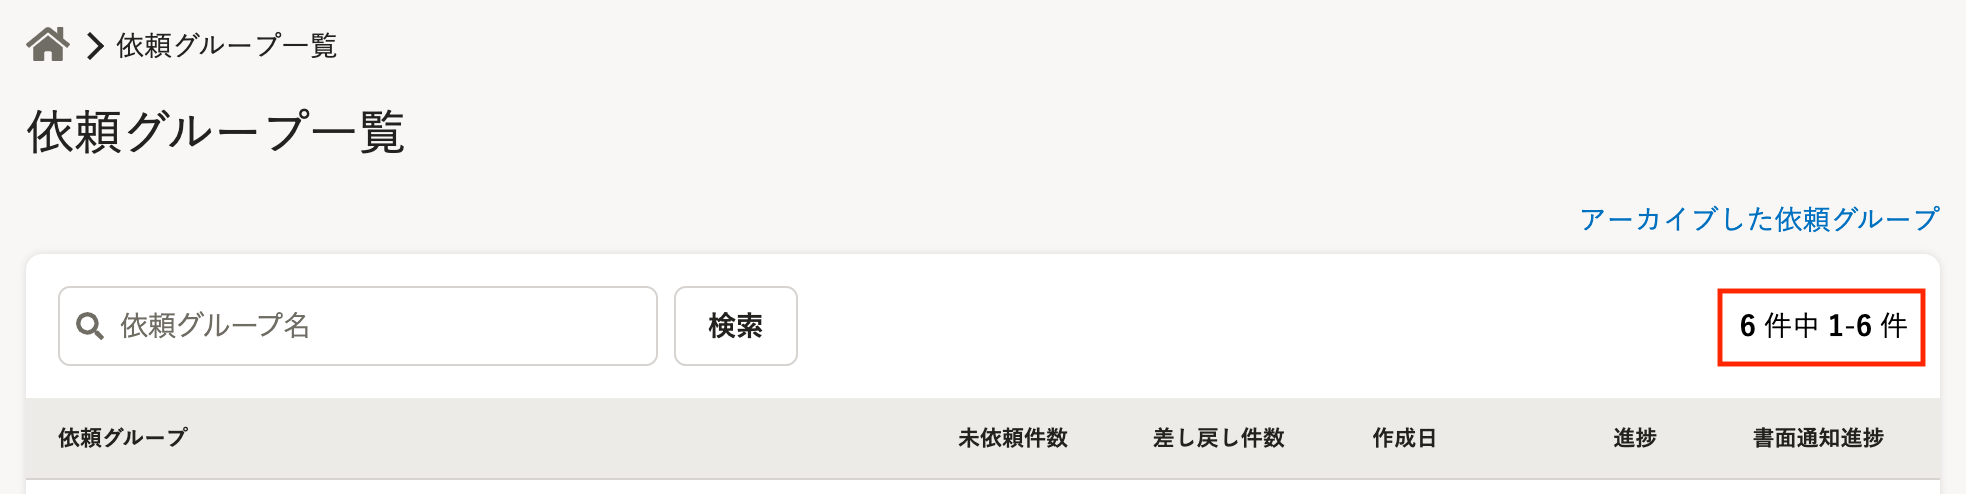 依頼グループ一覧
依頼グループ一覧
アーカイブした依頼グループ
依頼グループ名 検索 6 件中 1-6 件
依頼グループ 未依頼件数 差し戻し件数 作成日 進捗 書面通知進捗